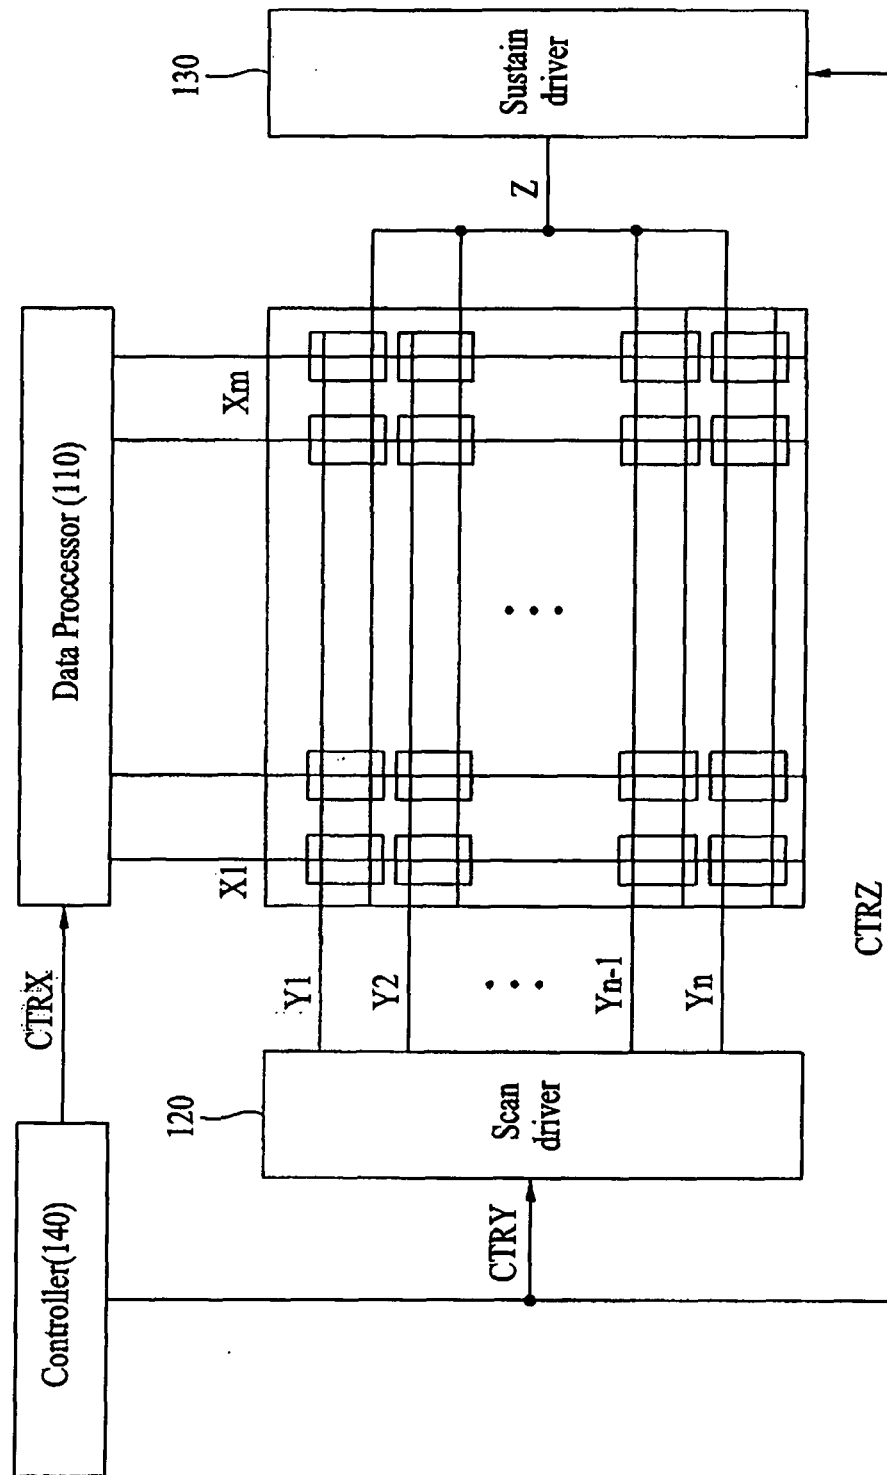 Controller(140)
CTRX
Data Proccessor (110)
120
130
X1
Xm
Y1
Y2
Yn-1
Yn
Z
Scan
driver
Sustain
driver
CTRY
CTRZ